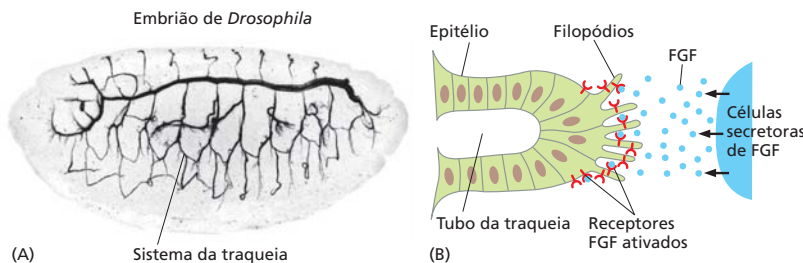 Embrião de Drosophila
Sistema da traqueia
(A)
Epitélio
Filopódios
FGF
Células
secretoras
de FGF
Tubo da traqueia
Receptores
FGF ativados
(B)